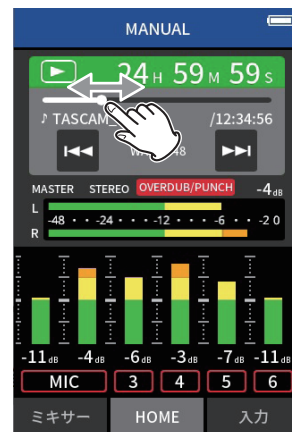 MANUAL
24 H 59 M 59 S
♪ TASCAM_ /12:34:56
MASTER STEREO OVERDUB/PUNCH -4dB
L
-48 · · -24 · · · -12 · · · -6 · · -2 0
R
-11dB -4dB -6dB -3dB -7dB -11dB
MIC 3 4 5 6
ミキサー HOME 入力